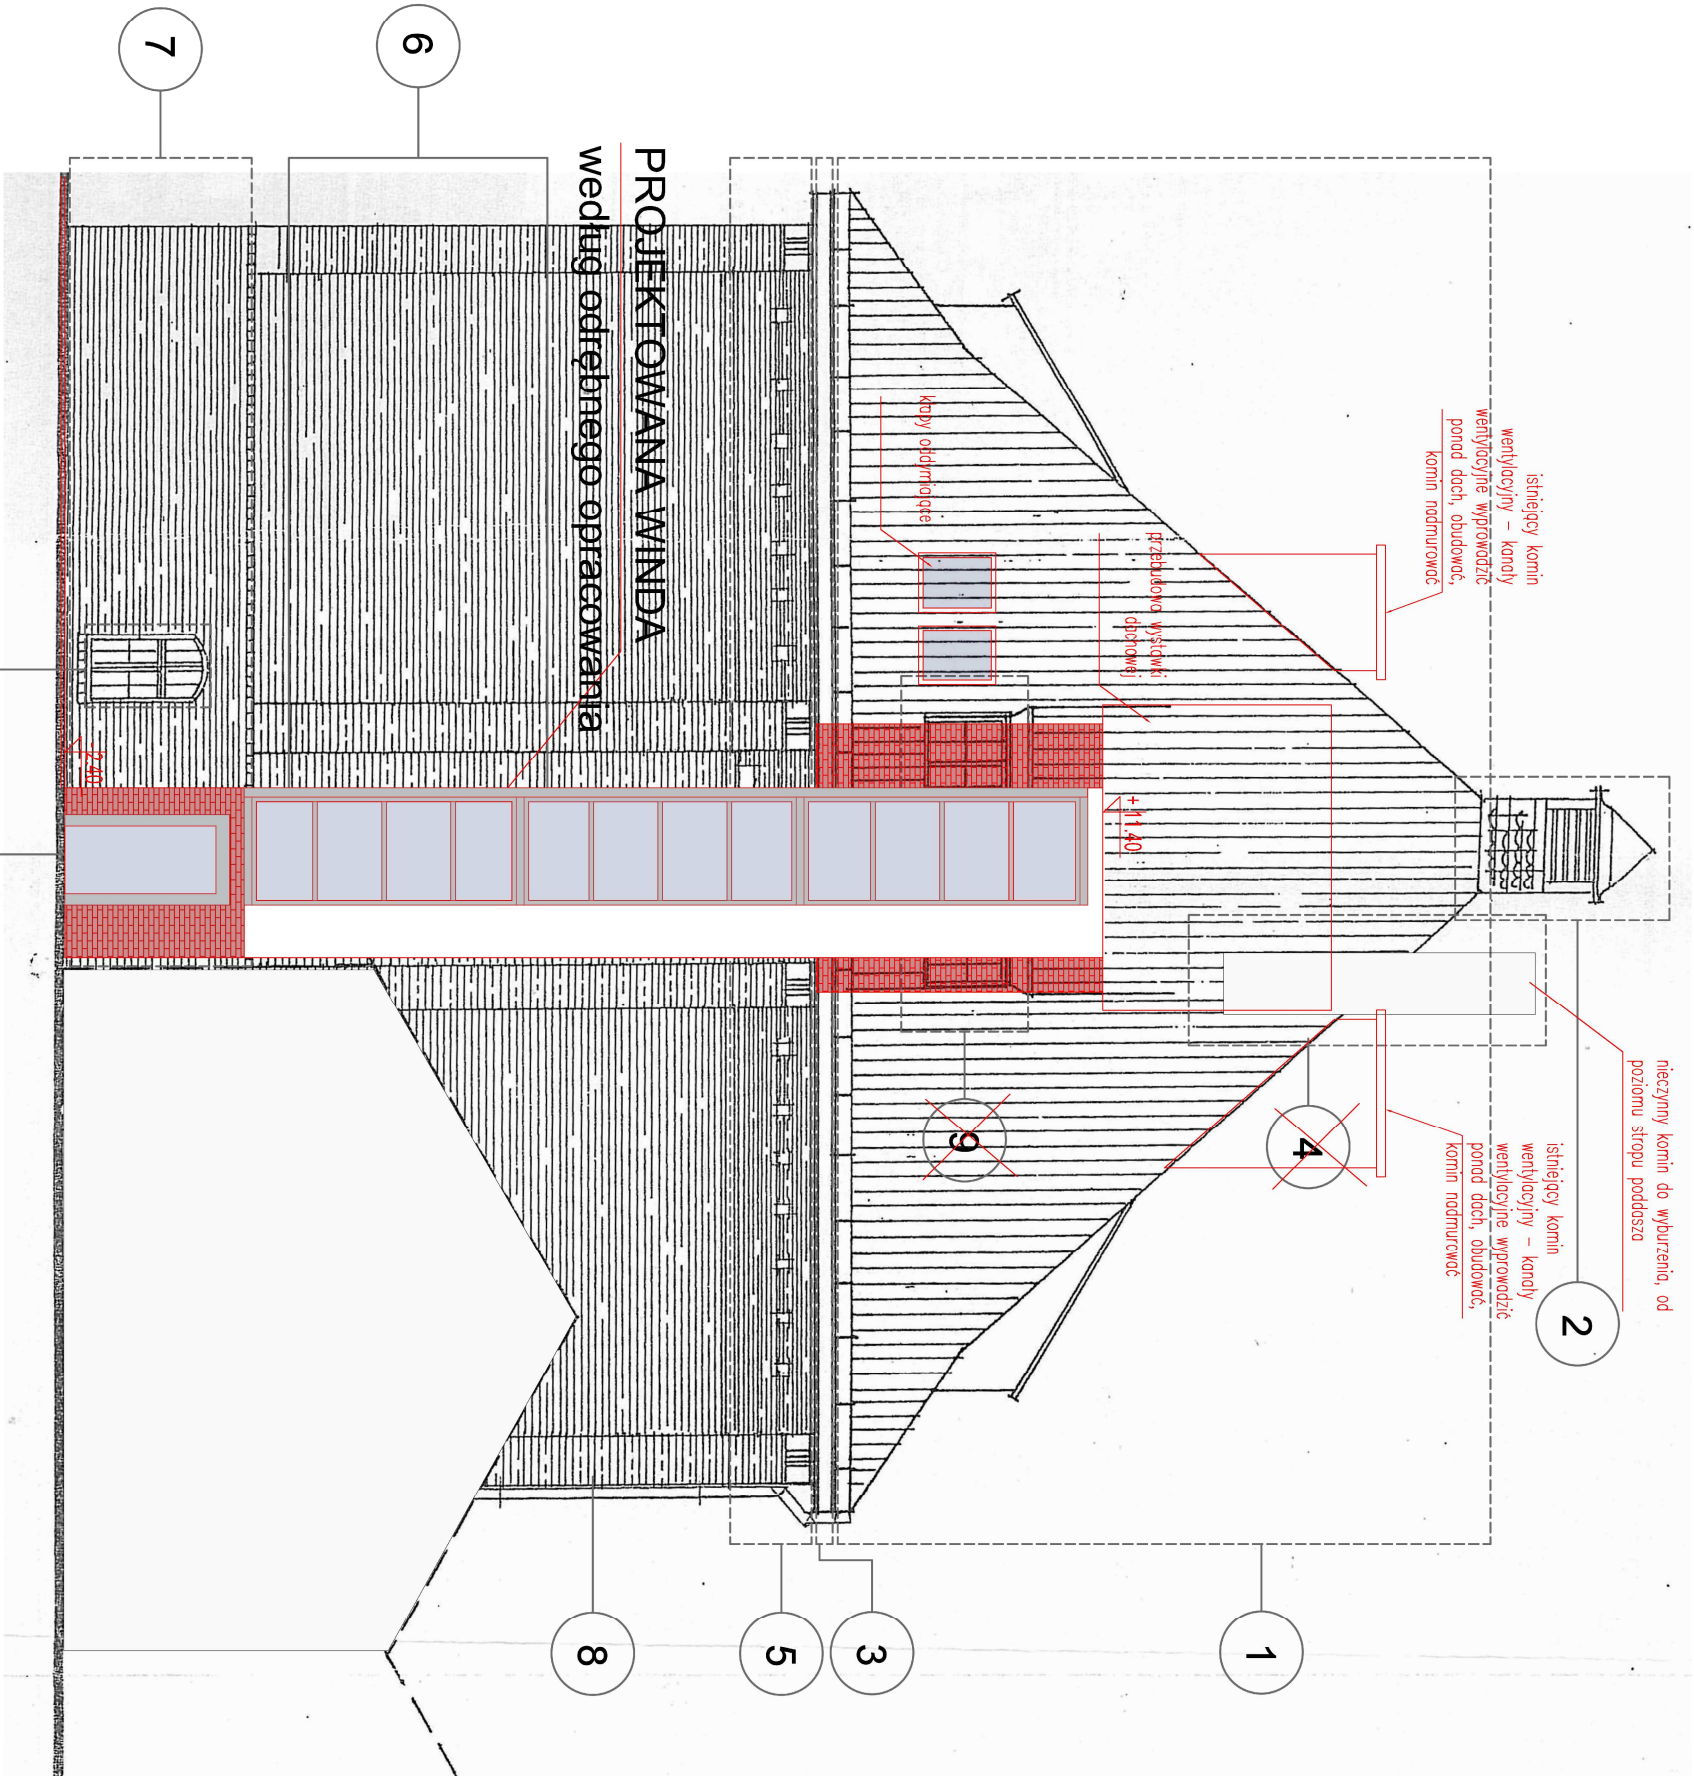 7
6
PROJEKTOWANA WINDA
według odrębnego opracowania
istniejący komin
wentylacyjny – kanały
wentylacyjne wyprowadzić
ponad dach, obudować,
komin nadmurować
klapy oddymiające
przebudowa wystawki
dachowej
-2.40
+11.40
nieczynny komin do wyburzenia, od
poziomu stropu poddasza
istniejący komin
wentylacyjny – kanały
wentylacyjne wyprowadzić
ponad dach, obudować,
komin nadmurować
9
4
2
8
5
3
1